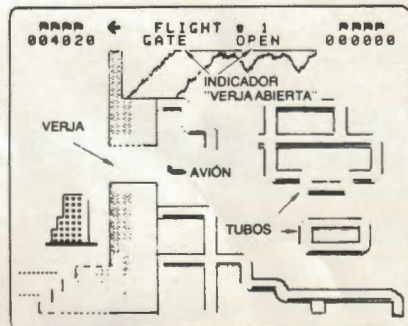 FLIGHT # 1
004020 GATE OPEN 000000
INDICADOR
"VERJA ABIERTA"
VERJA
AVIÓN
TUBOS